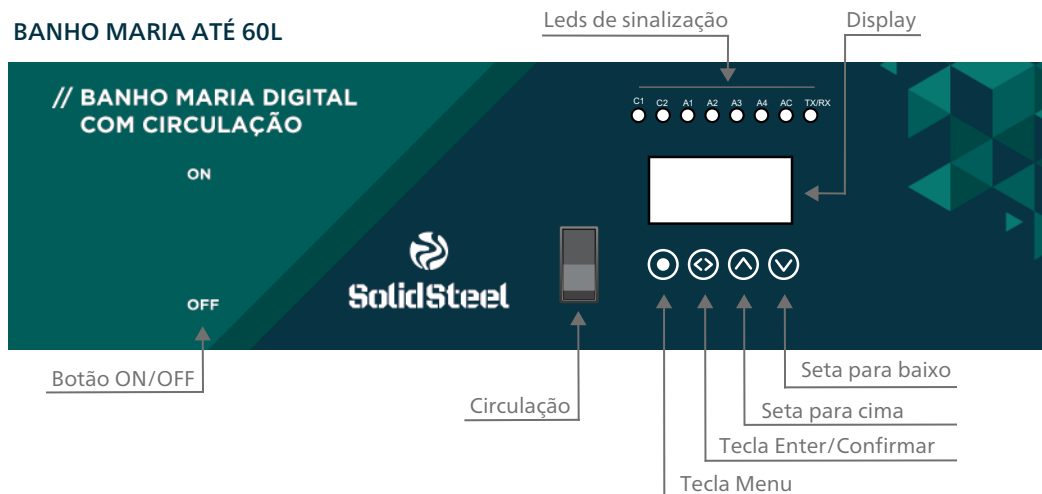 Leds de sinalização
Display
BANHO MARIA ATÉ 60L
// BANHO MARIA DIGITAL
COM CIRCULAÇÃO
C1 C2 A1 A2 A3 A4 AC TX/RX
ON
SolidSteel
OFF
Botão ON/OFF
Circulação
Seta para baixo
Seta para cima
Tecla Enter/Confirmar
Tecla Menu